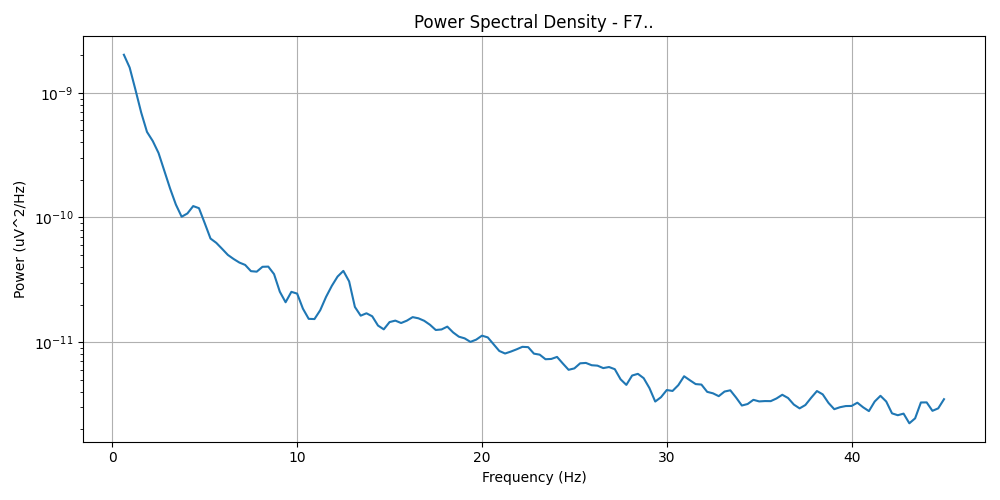 Power Spectral Density - F7..
Power (uV^2/Hz)
10^-9
10^-10
10^-11
0 10 20 30 40
Frequency (Hz)